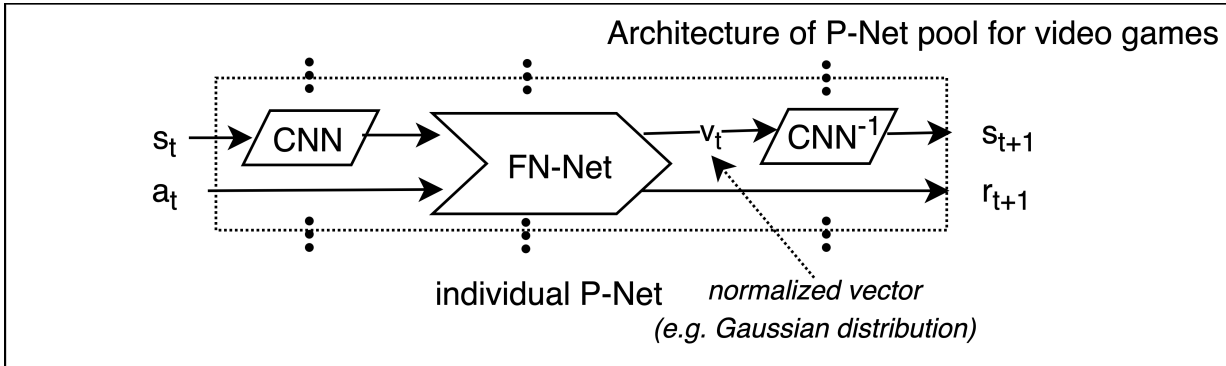 Architecture of P-Net pool for video games
s_t CNN FN-Net v_t CNN^-1 s_t+1
a_t r_t+1
individual P-Net normalized vector
(e.g. Gaussian distribution)